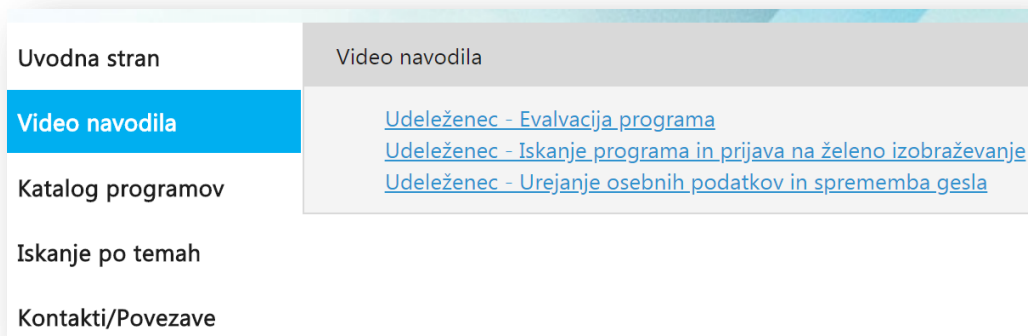 Uvodna stran
Video navodila
Katalog programov
Iskanje po temah
Kontakti/Povezave
Video navodila
Udeleženec - Evalvacija programa
Udeleženec - Iskanje programa in prijava na želeno izobraževanje
Udeleženec - Urejanje osebnih podatkov in sprememba gesla